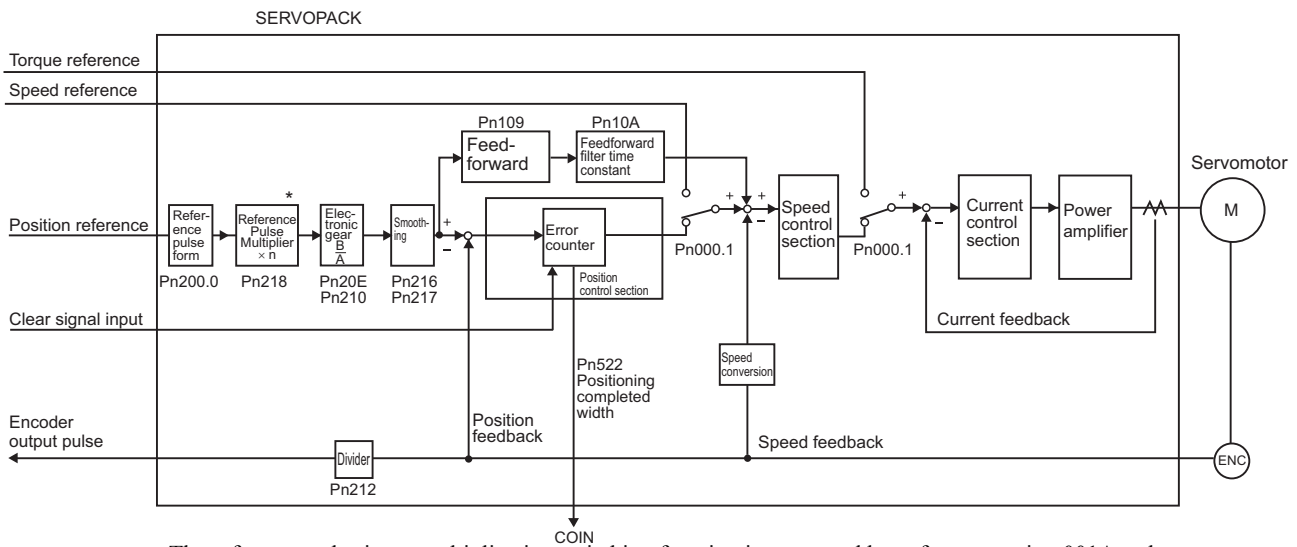 SERVOPACK
Torque reference
Speed reference
Pn109
Feed-
forward
Pn10A
Feedforward
filter time
constant
Servomotor
M
Position reference
Refer-
ence
pulse
form
Pn200.0
*
Reference
Pulse
Multiplier
× n
Pn218
Elec-
tronic
gear
B
A
Pn20E
Pn210
Smooth-
ing
Pn216
Pn217
+
−
Error
counter
Position
control section
Pn000.1
+
+
−
Speed
control
section
Pn000.1
+
−
Current
control
section
Power
amplifier
Clear signal input
Current feedback
Pn522
Positioning
completed
width
Speed
conversion
Encoder
output pulse
Position
feedback
Speed feedback
Divider
Pn212
ENC
COIN